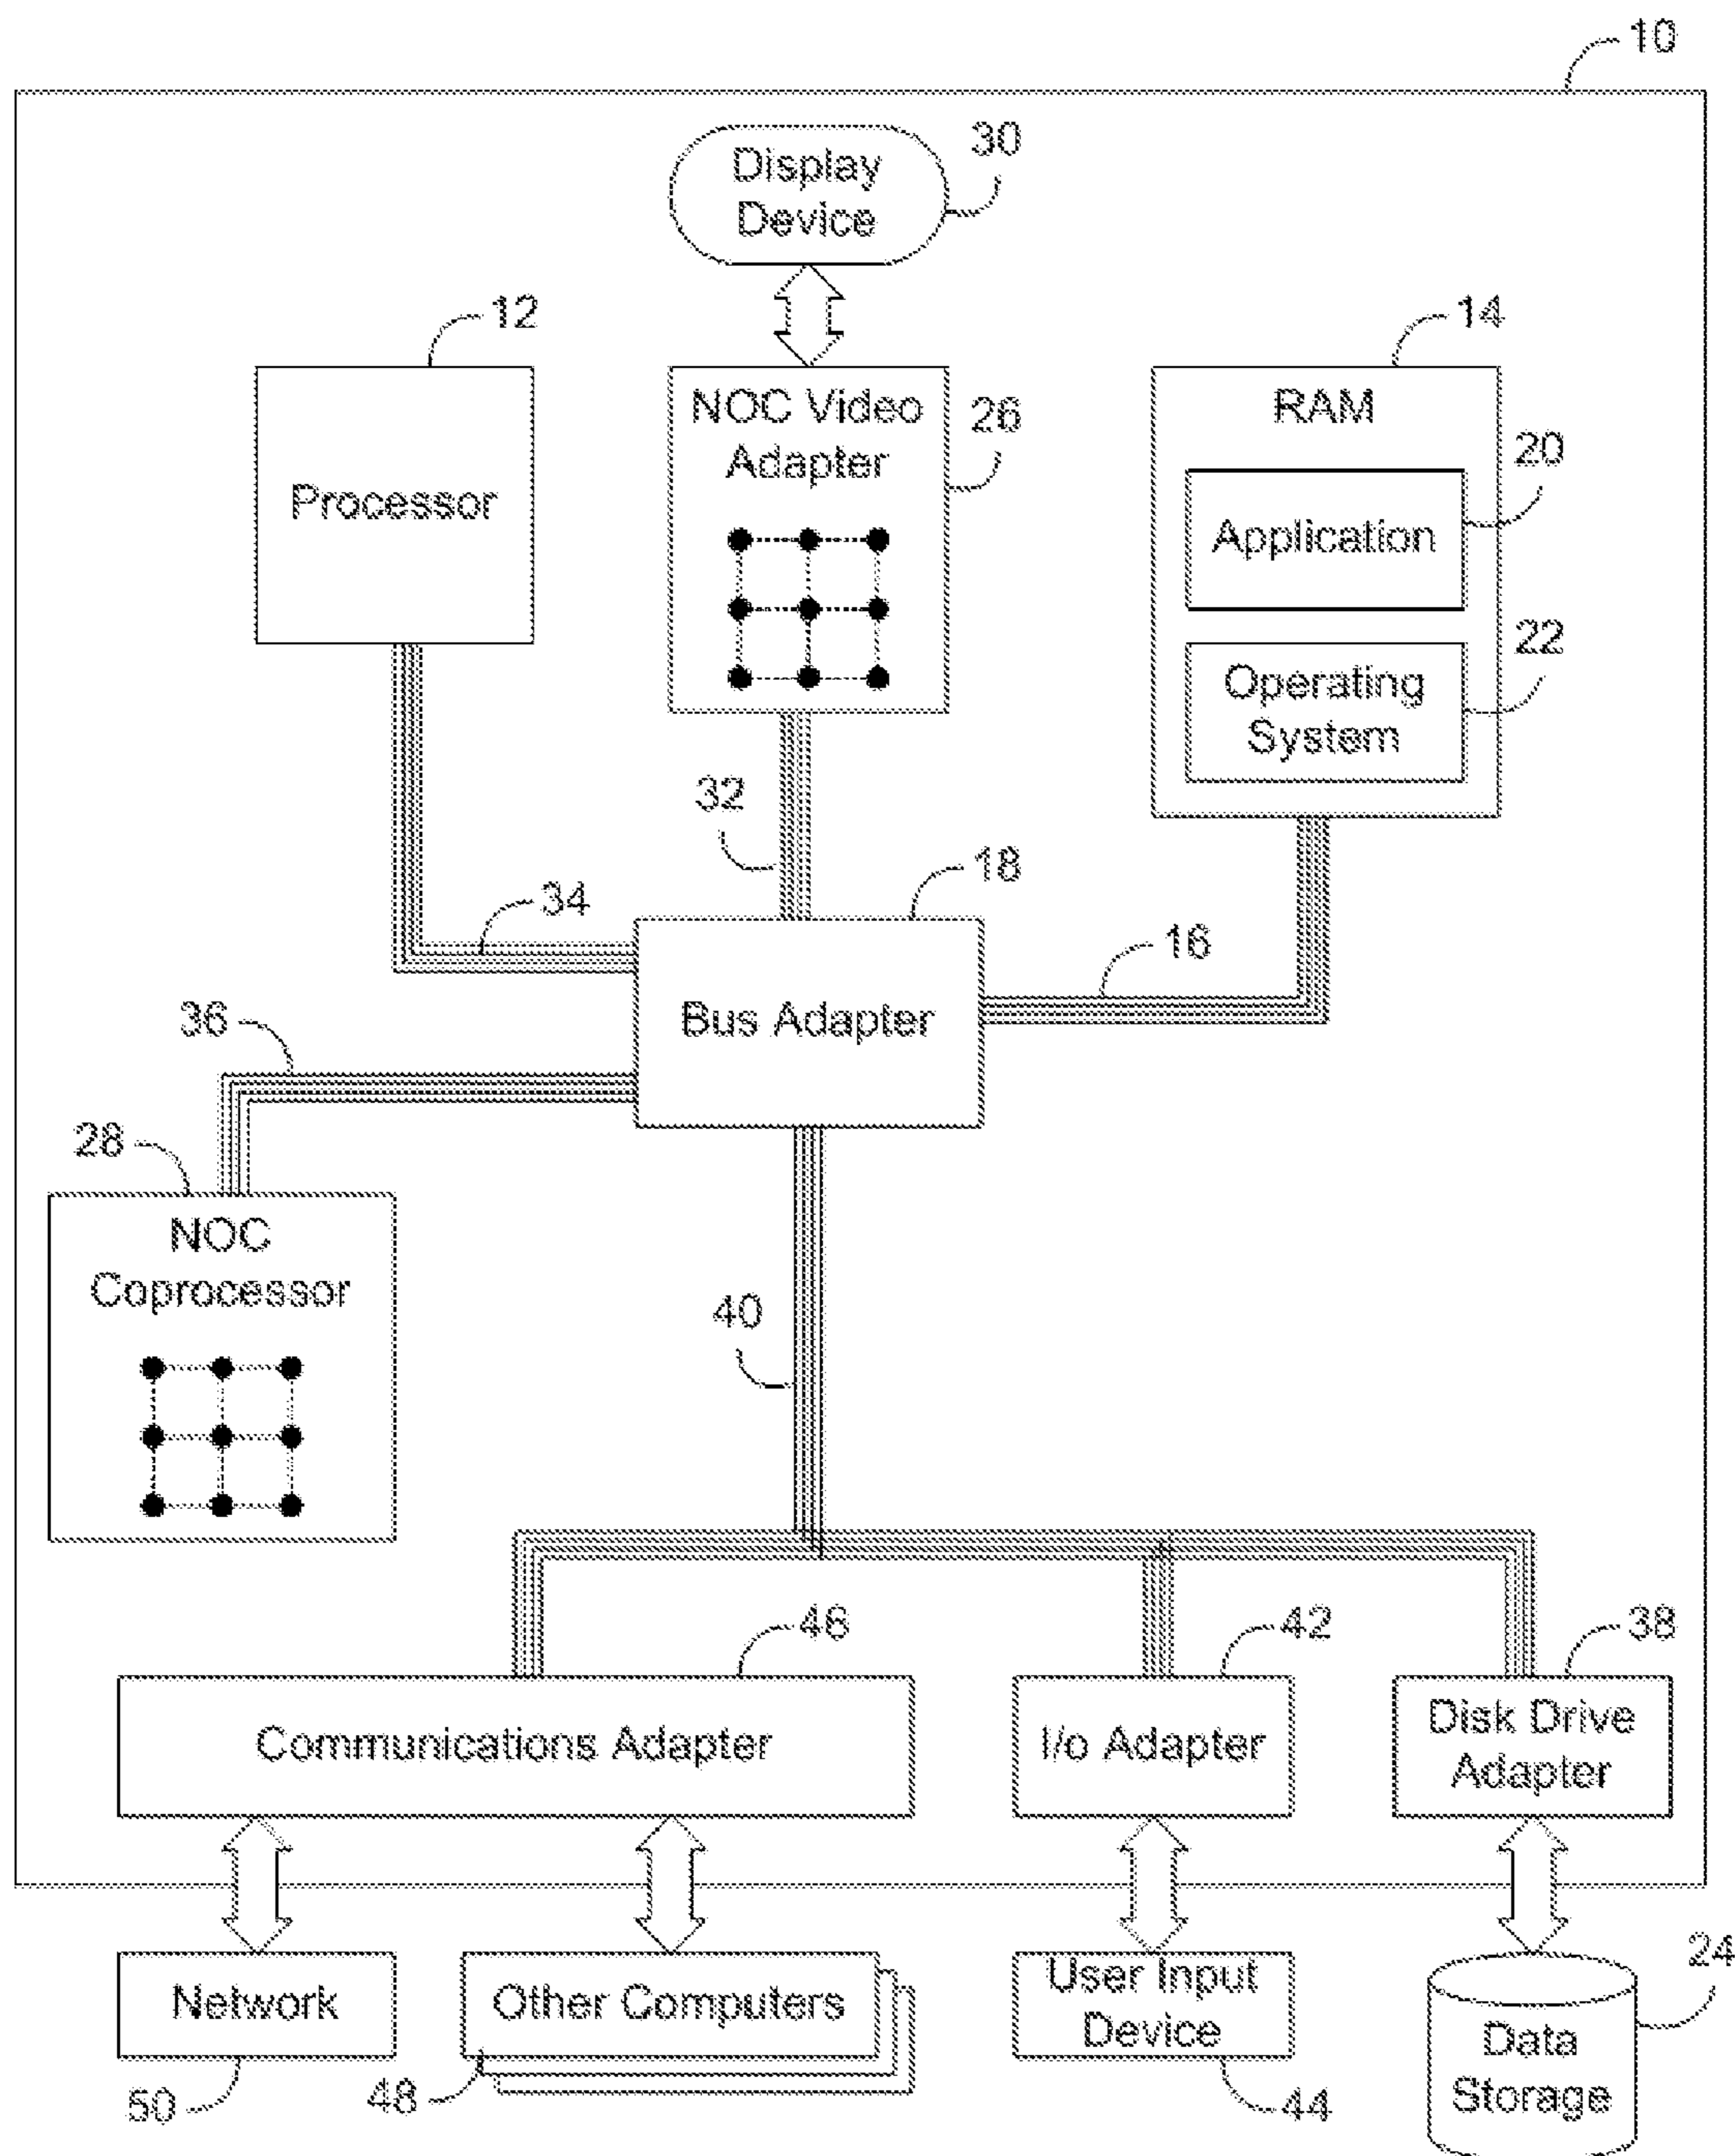 10
Display
Device
30
12
Processor
NOC Video
Adapter
26
14
RAM
20
Application
22
Operating
System
32
34
18
16
Bus Adapter
36
28
NOC
Coprocessor
40
46
Communications Adapter
42
I/o Adapter
38
Disk Drive
Adapter
Network
50
Other Computers
48
User Input
Device
44
24
Data
Storage